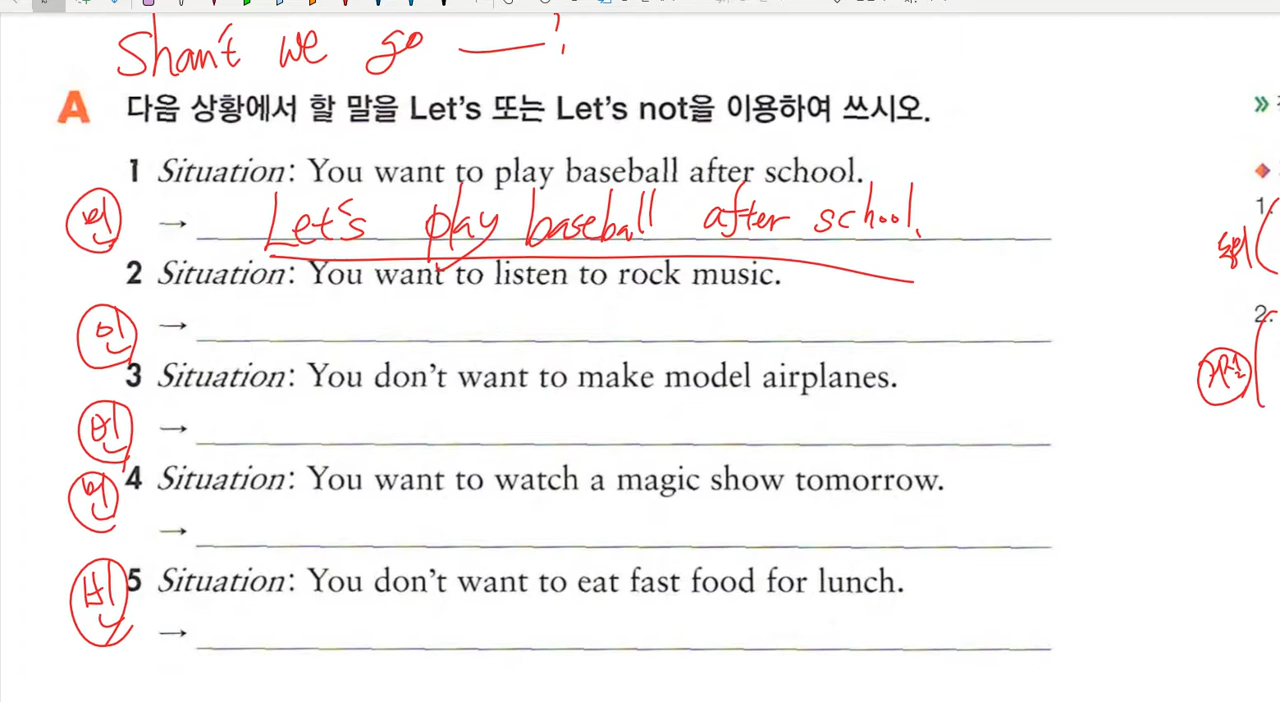 Shan't we go ?
A 다음 상황에서 할 말을 Let's 또는 Let's not을 이용하여 쓰시오.
1 Situation: You want to play baseball after school.
→ Let's play baseball after school.
2 Situation: You want to listen to rock music.
→
3 Situation: You don't want to make model airplanes.
→
4 Situation: You want to watch a magic show tomorrow.
→
5 Situation: You don't want to eat fast food for lunch.
→
»
1.
2.